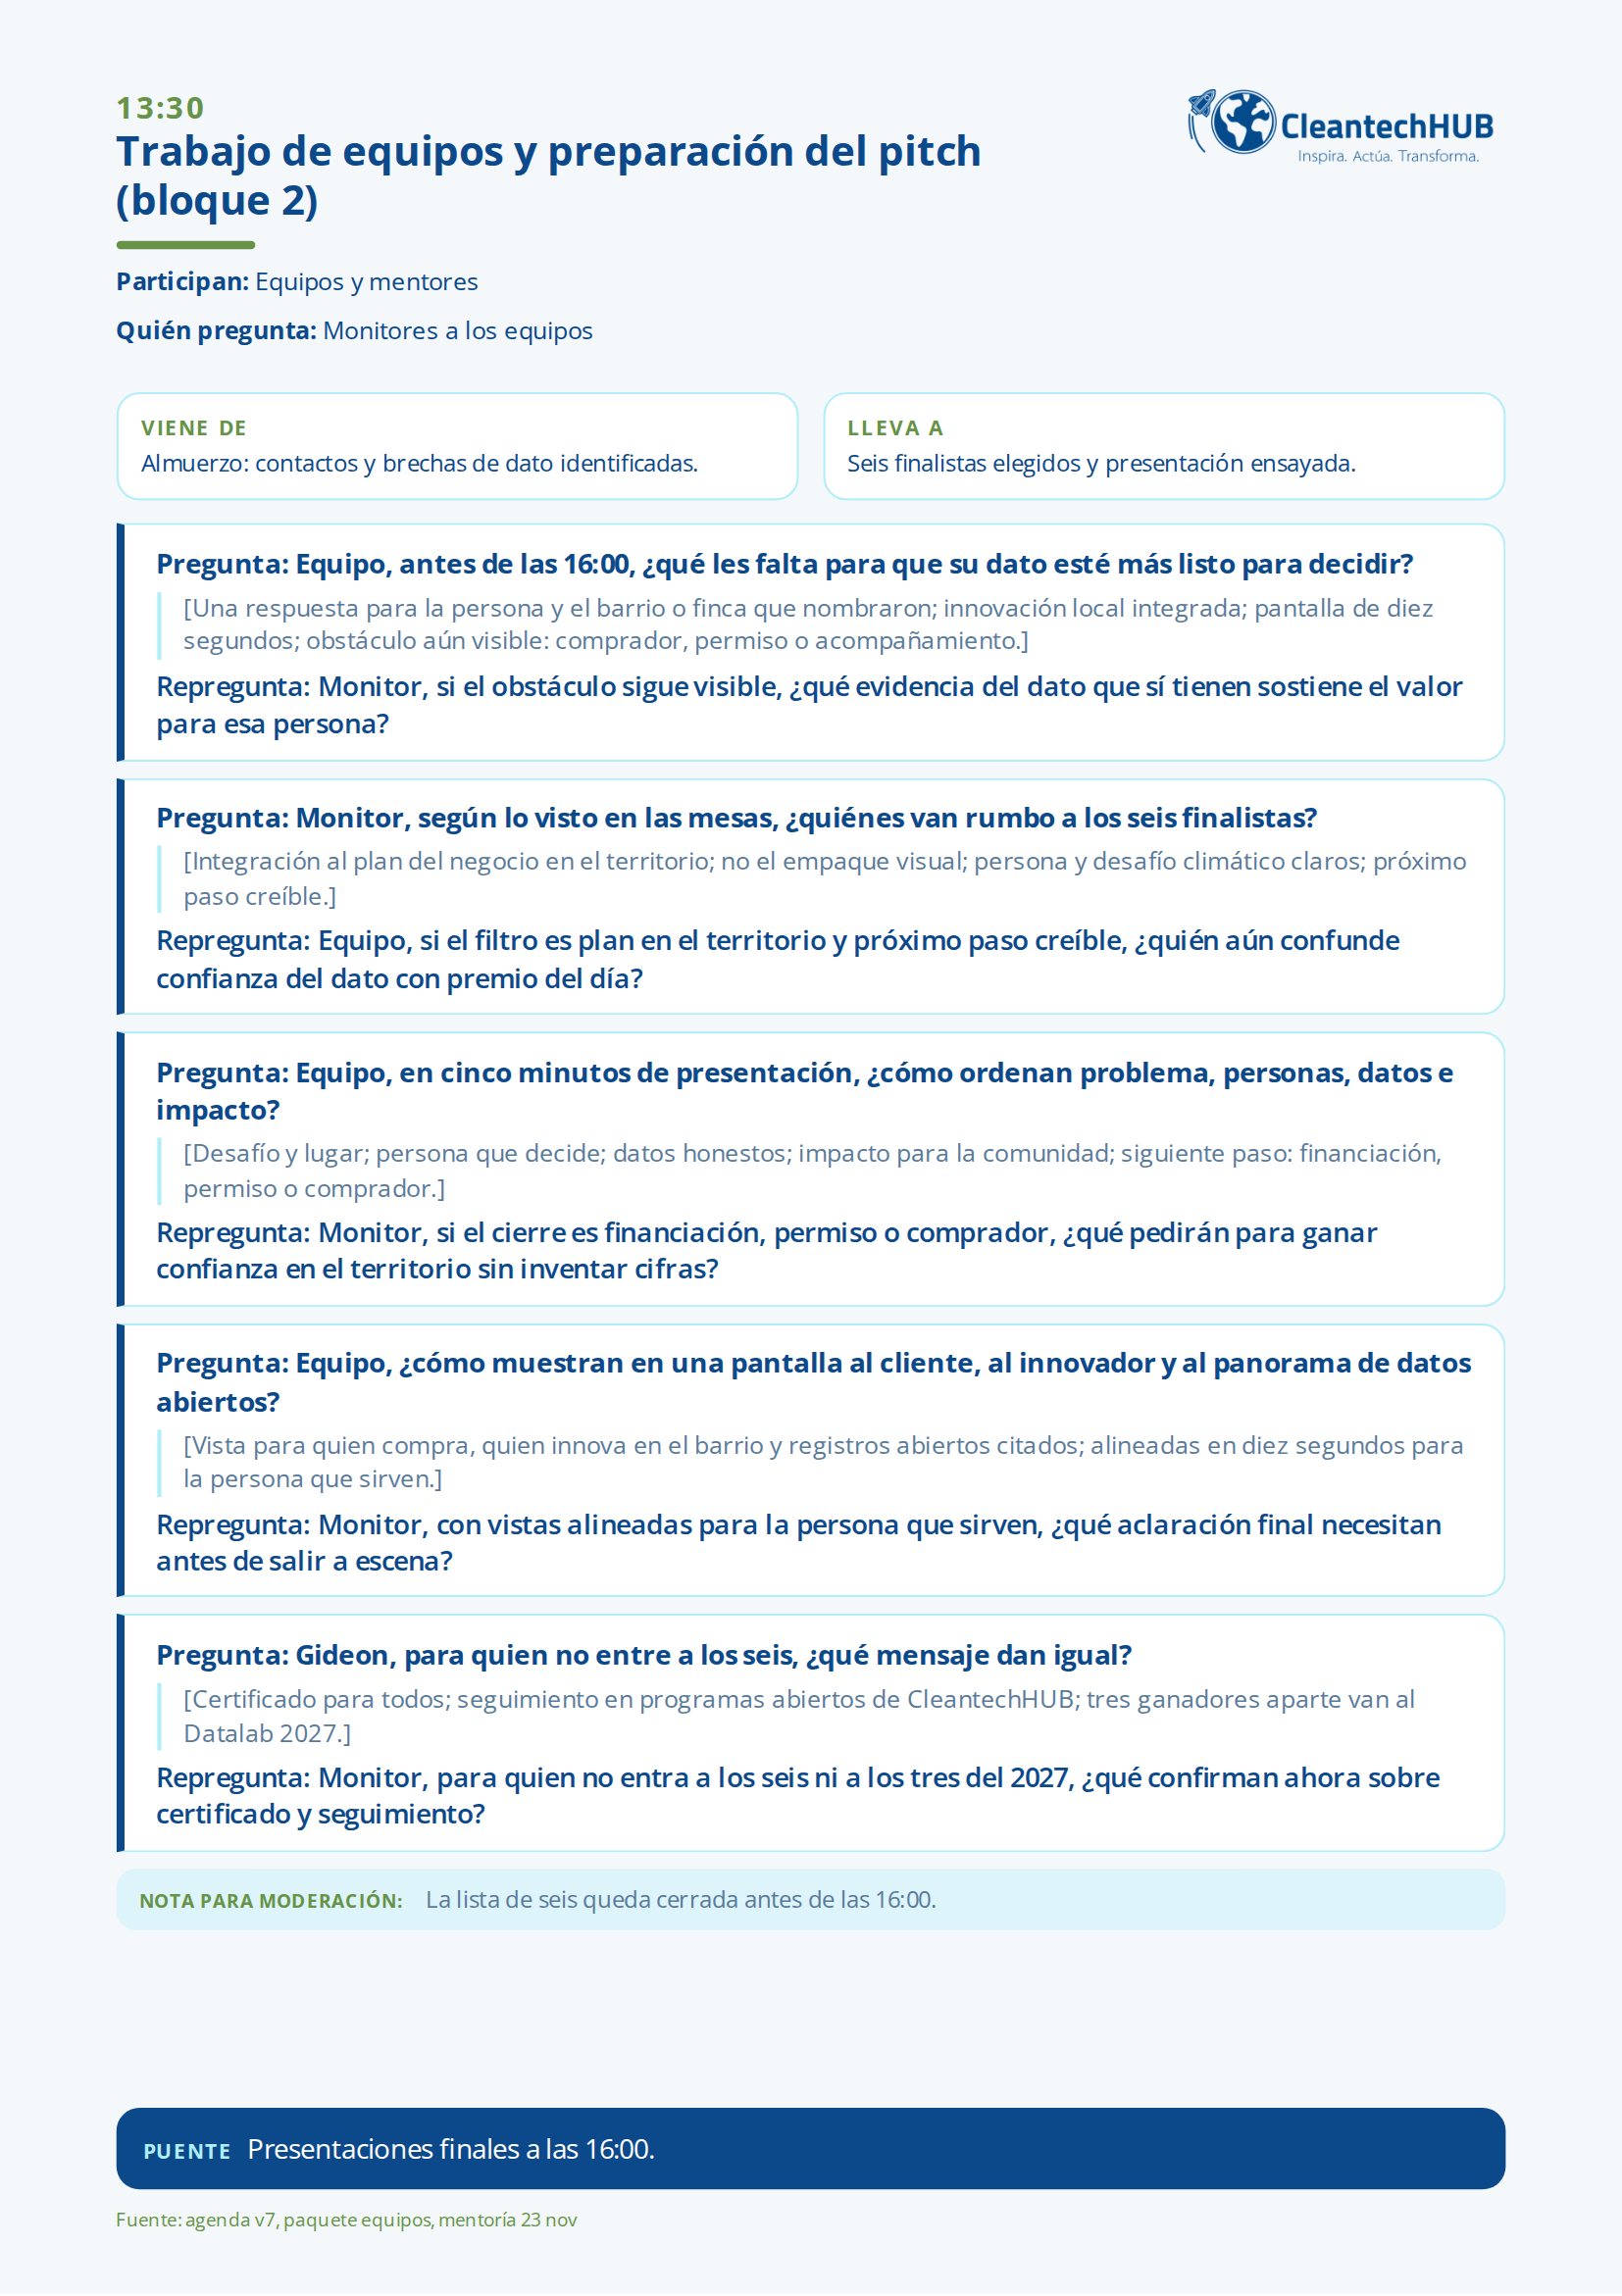 13:30
Trabajo de equipos y preparación del pitch
(bloque 2)
CleantechHUB
Inspira. Actúa. Transforma.
Participan: Equipos y mentores
Quién pregunta: Monitores a los equipos
VIENE DE
Almuerzo: contactos y brechas de dato identificadas.
LLEVA A
Seis finalistas elegidos y presentación ensayada.
Pregunta: Equipo, antes de las 16:00, ¿qué les falta para que su dato esté más listo para decidir?
[Una respuesta para la persona y el barrio o finca que nombraron; innovación local integrada; pantalla de diez
segundos; obstáculo aún visible: comprador, permiso o acompañamiento.]
Repregunta: Monitor, si el obstáculo sigue visible, ¿qué evidencia del dato que sí tienen sostiene el valor
para esa persona?
Pregunta: Monitor, según lo visto en las mesas, ¿quiénes van rumbo a los seis finalistas?
[Integración al plan del negocio en el territorio; no el empaque visual; persona y desafío climático claros; próximo
paso creíble.]
Repregunta: Equipo, si el filtro es plan en el territorio y próximo paso creíble, ¿quién aún confunde
confianza del dato con premio del día?
Pregunta: Equipo, en cinco minutos de presentación, ¿cómo ordenan problema, personas, datos e
impacto?
[Desafío y lugar; persona que decide; datos honestos; impacto para la comunidad; siguiente paso: financiación,
permiso o comprador.]
Repregunta: Monitor, si el cierre es financiación, permiso o comprador, ¿qué pedirán para ganar
confianza en el territorio sin inventar cifras?
Pregunta: Equipo, ¿cómo muestran en una pantalla al cliente, al innovador y al panorama de datos
abiertos?
[Vista para quien compra, quien innova en el barrio y registros abiertos citados; alineadas en diez segundos para
la persona que sirven.]
Repregunta: Monitor, con vistas alineadas para la persona que sirven, ¿qué aclaración final necesitan
antes de salir a escena?
Pregunta: Gideon, para quien no entre a los seis, ¿qué mensaje dan igual?
[Certificado para todos; seguimiento en programas abiertos de CleantechHUB; tres ganadores aparte van al
Datalab 2027.]
Repregunta: Monitor, para quien no entra a los seis ni a los tres del 2027, ¿qué confirman ahora sobre
certificado y seguimiento?
NOTA PARA MODERACIÓN: La lista de seis queda cerrada antes de las 16:00.
PUENTE Presentaciones finales a las 16:00.
Fuente: agenda v7, paquete equipos, mentoría 23 nov